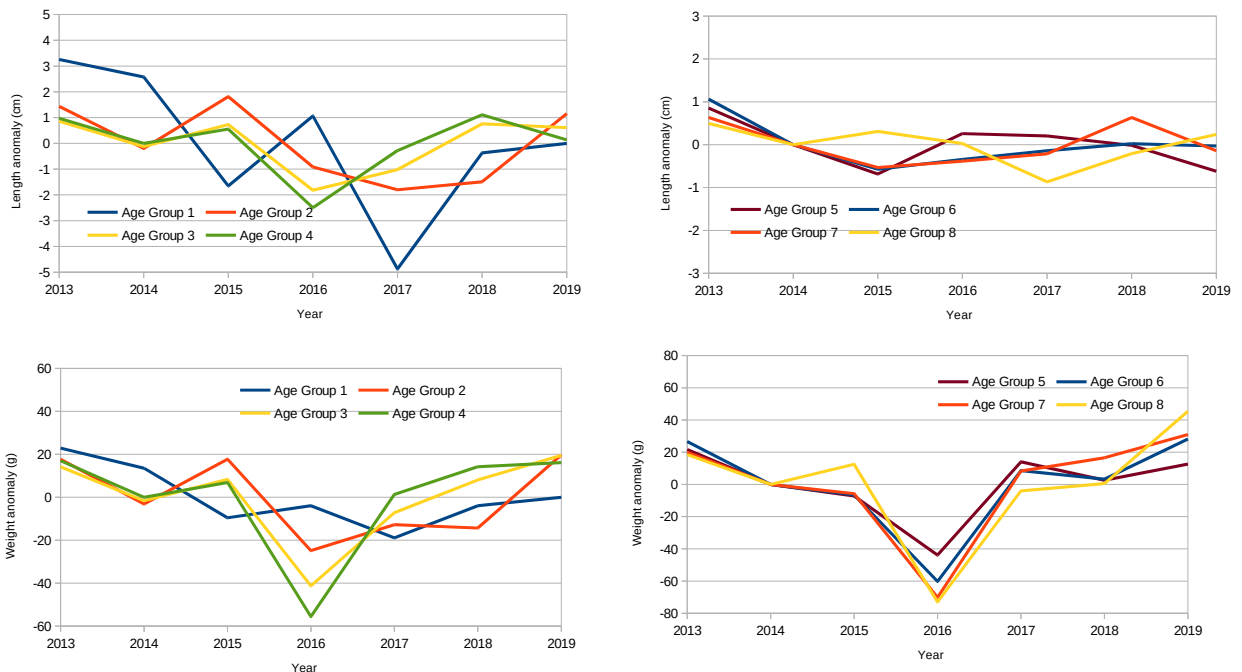 5
4
3
2
1
0
-1
-2
-3
-4
-5
Length anomaly (cm)
Age Group 1 Age Group 2
Age Group 3 Age Group 4
2013 2014 2015 2016 2017 2018 2019
Year
3
2
1
0
-1
-2
-3
Length anomaly (cm)
Age Group 5 Age Group 6
Age Group 7 Age Group 8
2013 2014 2015 2016 2017 2018 2019
Year
60
40
20
0
-20
-40
-60
Weight anomaly (g)
Age Group 1 Age Group 2
Age Group 3 Age Group 4
2013 2014 2015 2016 2017 2018 2019
Year
80
60
40
20
0
-20
-40
-60
-80
Weight anomaly (g)
Age Group 5 Age Group 6
Age Group 7 Age Group 8
2013 2014 2015 2016 2017 2018 2019
Year